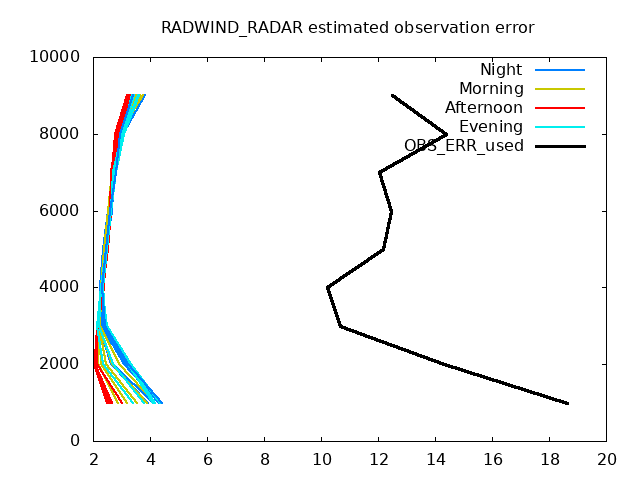 RADWIND_RADAR estimated observation error
10000
8000
6000
4000
2000
0
2 4 6 8 10 12 14 16 18 20
Night
Morning
Afternoon
Evening
OBS_ERR_used